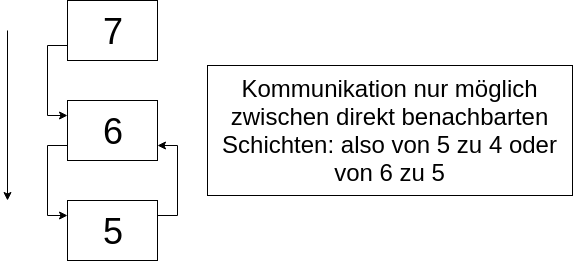 7
6
5
Kommunikation nur möglich
zwischen direkt benachbarten
Schichten: also von 5 zu 4 oder
von 6 zu 5